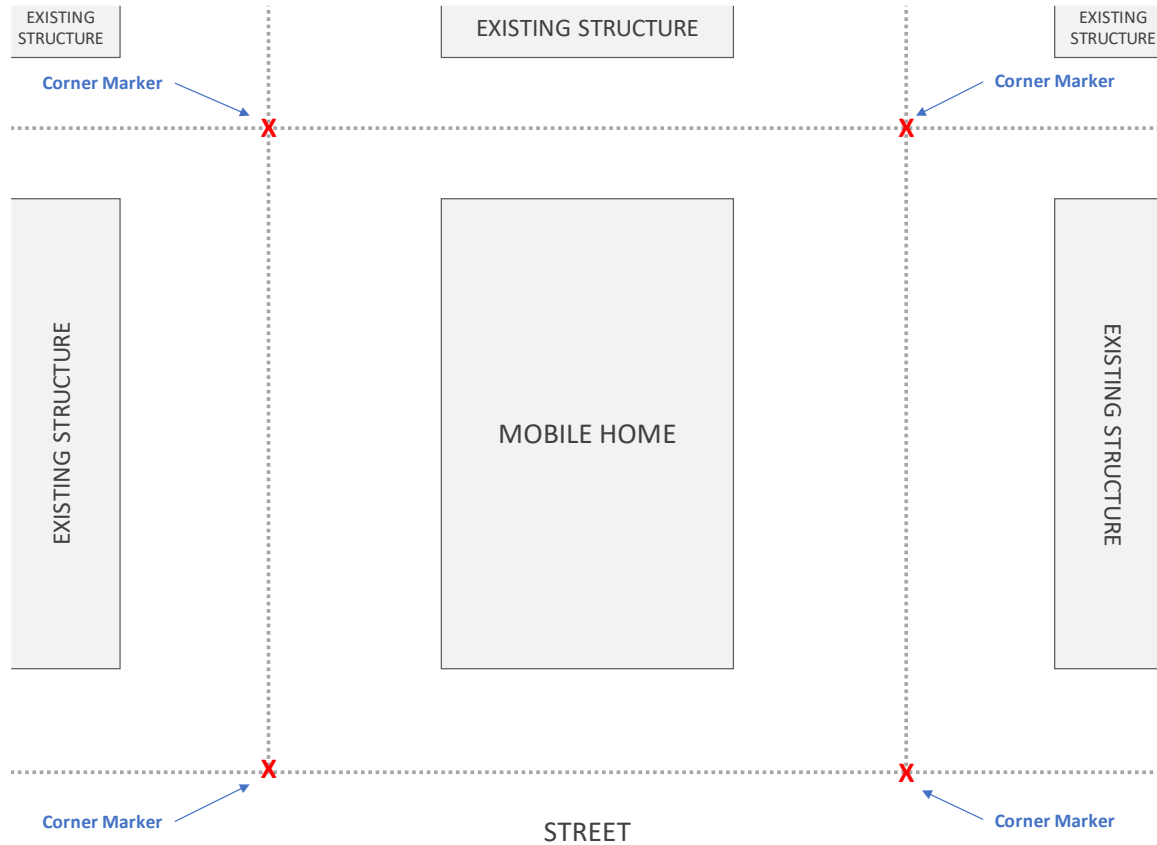 EXISTING
STRUCTURE
EXISTING STRUCTURE
EXISTING
STRUCTURE
Corner Marker
Corner Marker
X
X
EXISTING STRUCTURE
MOBILE HOME
EXISTING STRUCTURE
X
X
Corner Marker
STREET
Corner Marker